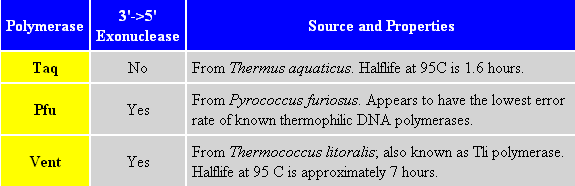 Polymerase 3'->5' Exonuclease Source and Properties
Taq No From Thermus aquaticus. Halflife at 95C is 1.6 hours.
Pfu Yes From Pyrococcus furiosus. Appears to have the lowest error
rate of known thermophilic DNA polymerases.
Vent Yes From Thermococcus litoralis; also known as Tli polymerase.
Halflife at 95 C is approximately 7 hours.